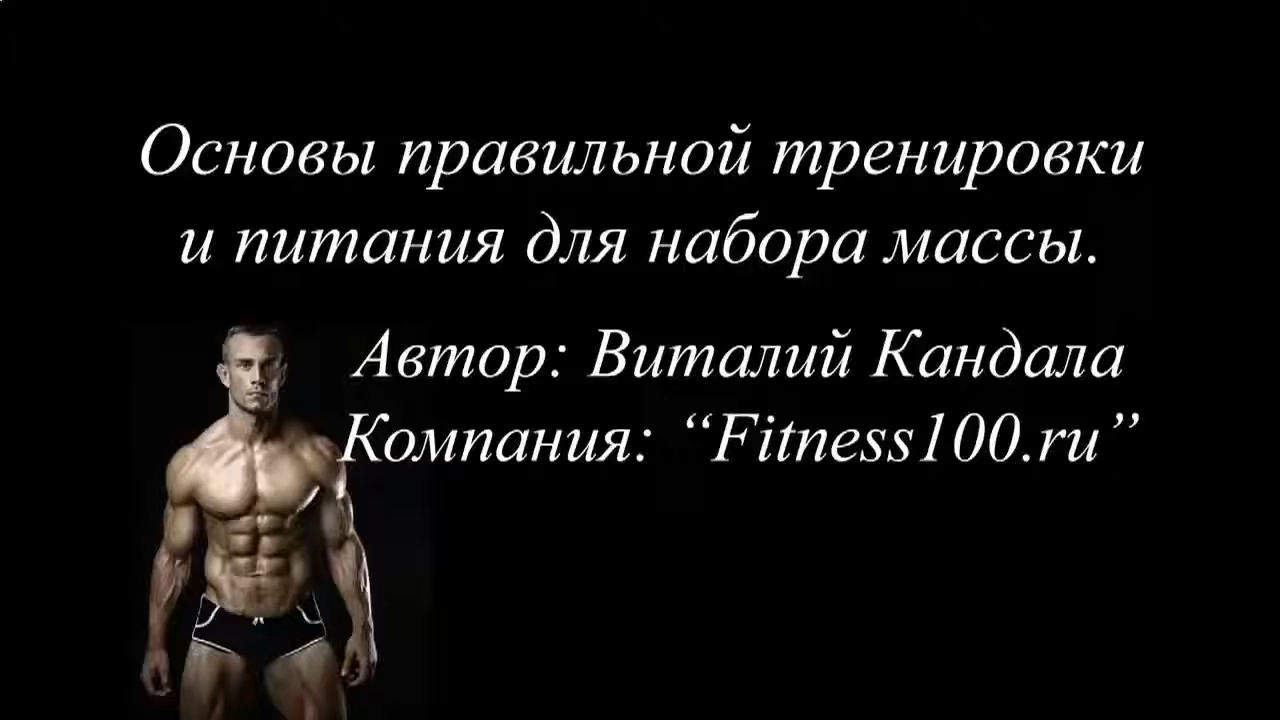 Основы правильной тренировки
и питания для набора массы.
Автор: Виталий Кандала
Компания: “Fitness100.ru”